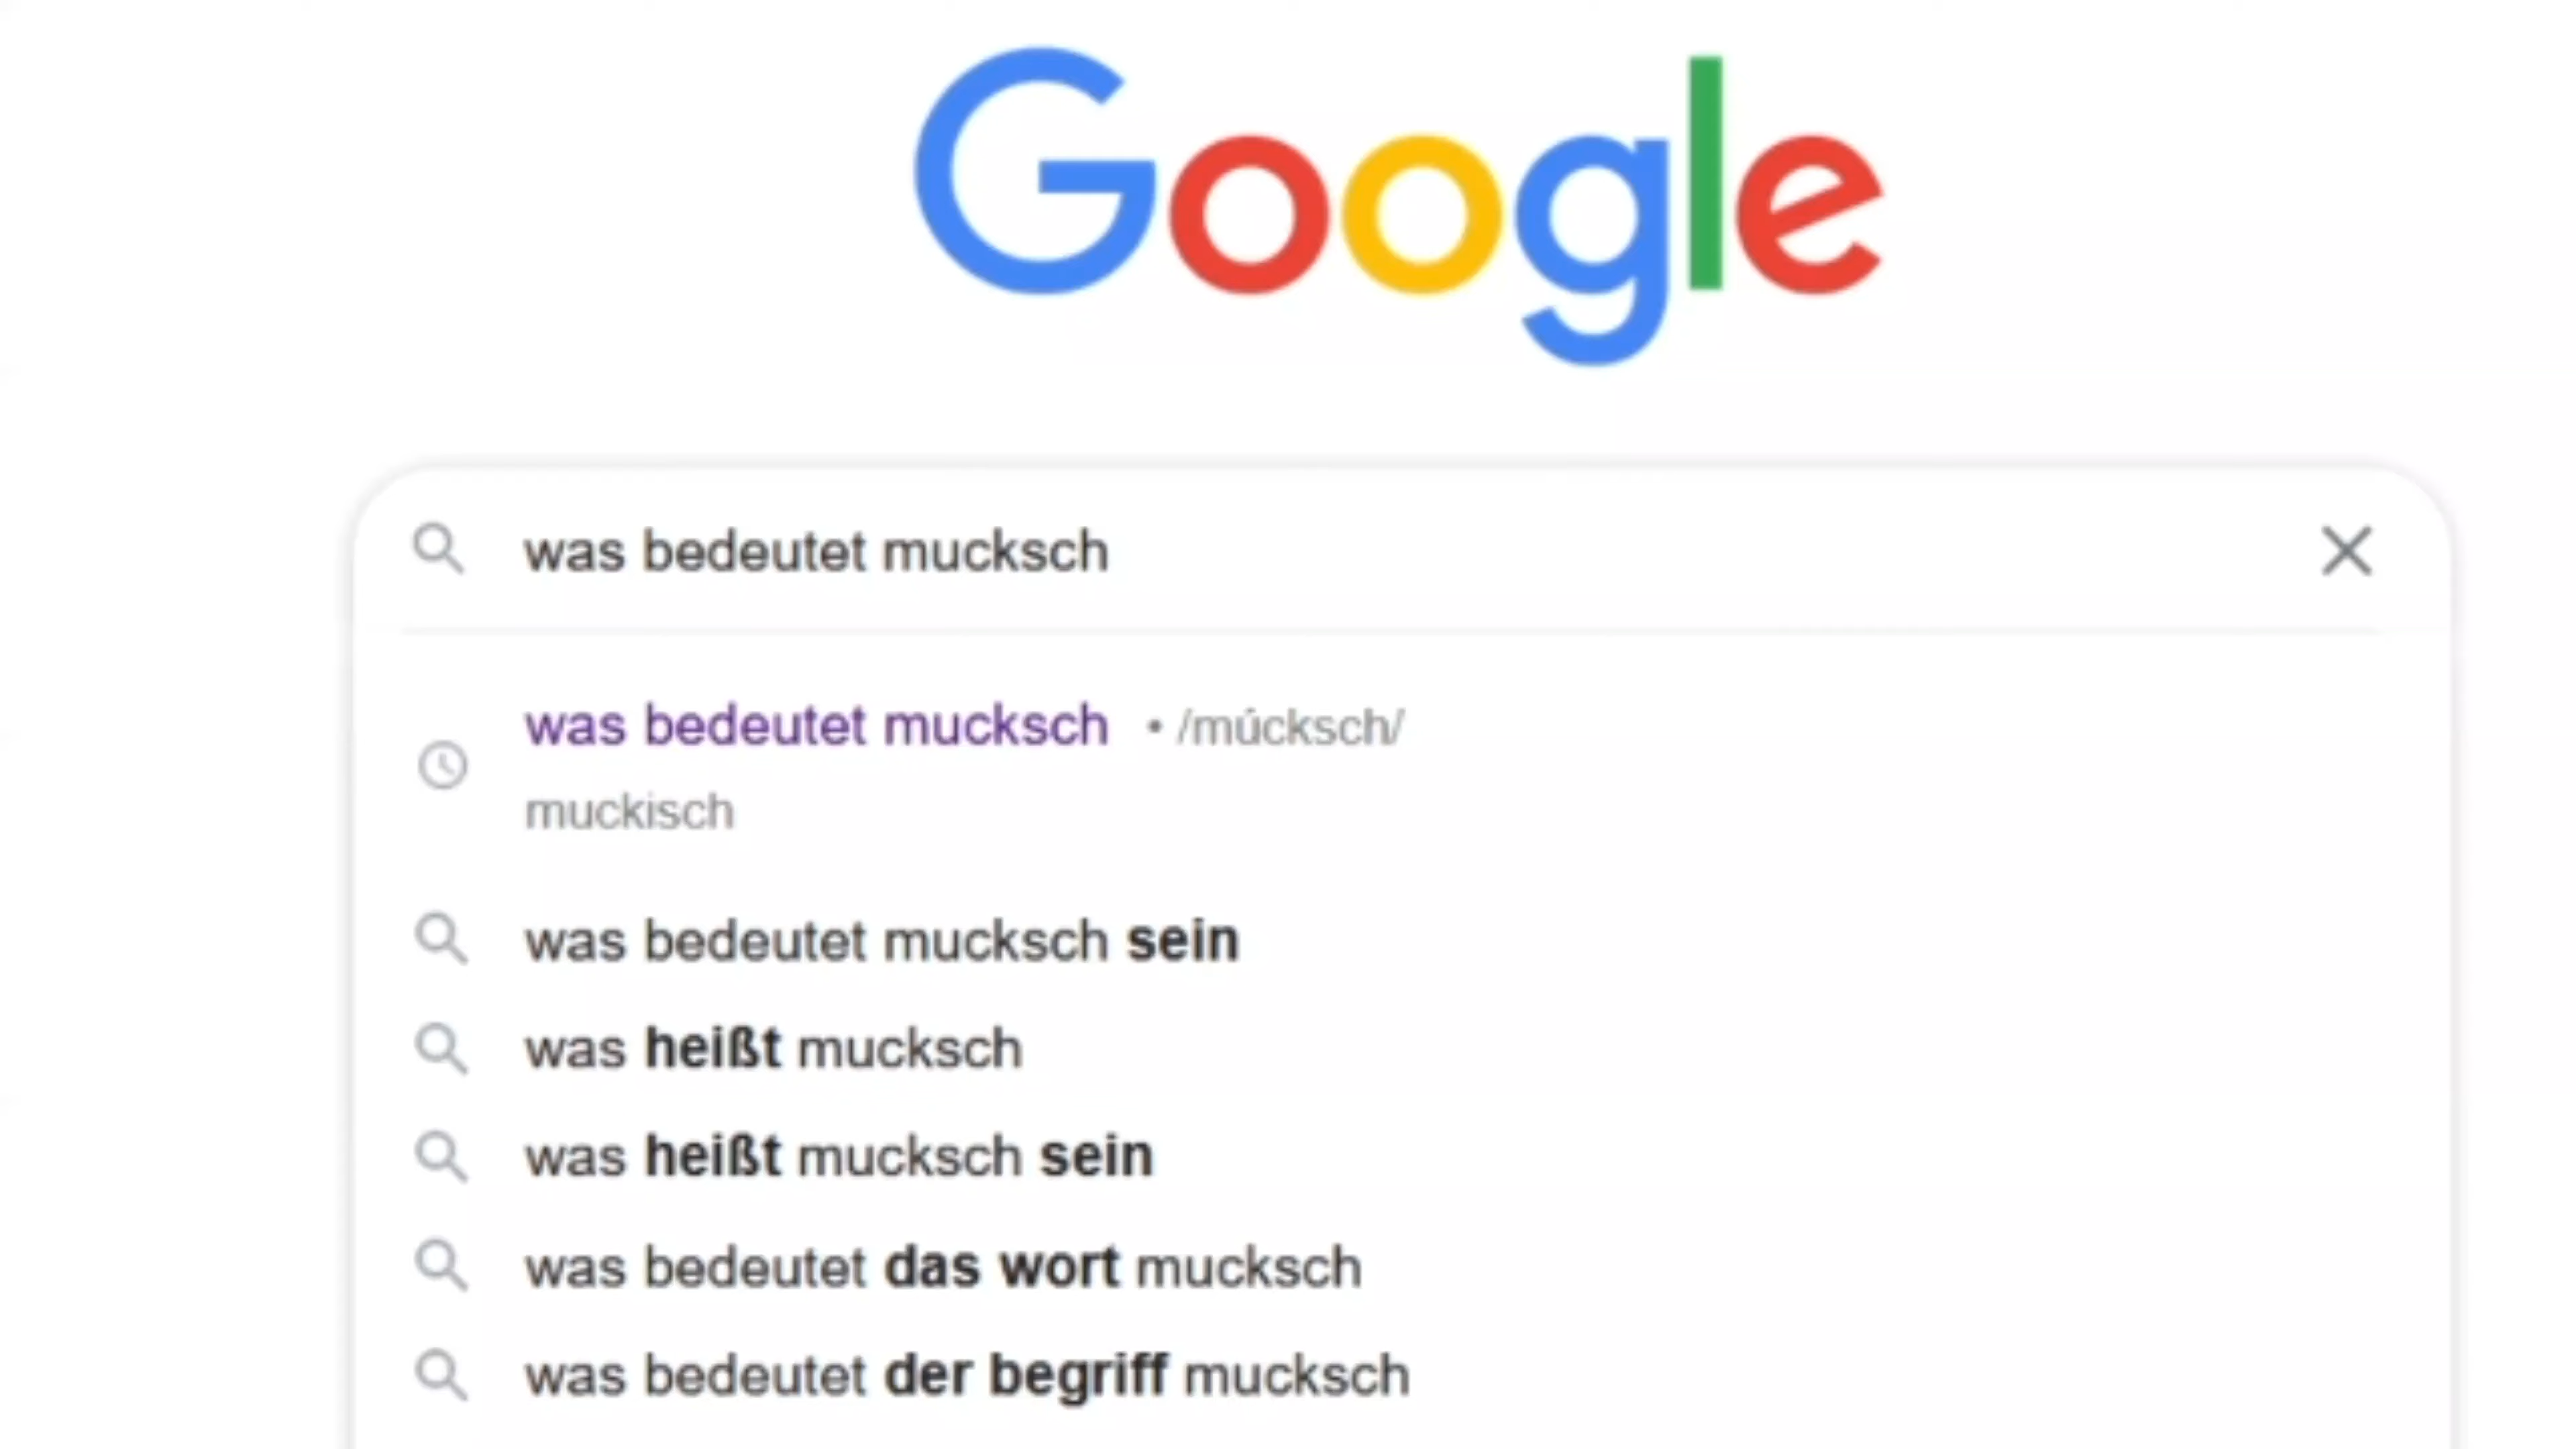 Google
was bedeutet mucksch
was bedeutet mucksch • /múcksch/
muckisch
was bedeutet mucksch sein
was heißt mucksch
was heißt mucksch sein
was bedeutet das wort mucksch
was bedeutet der begriff mucksch